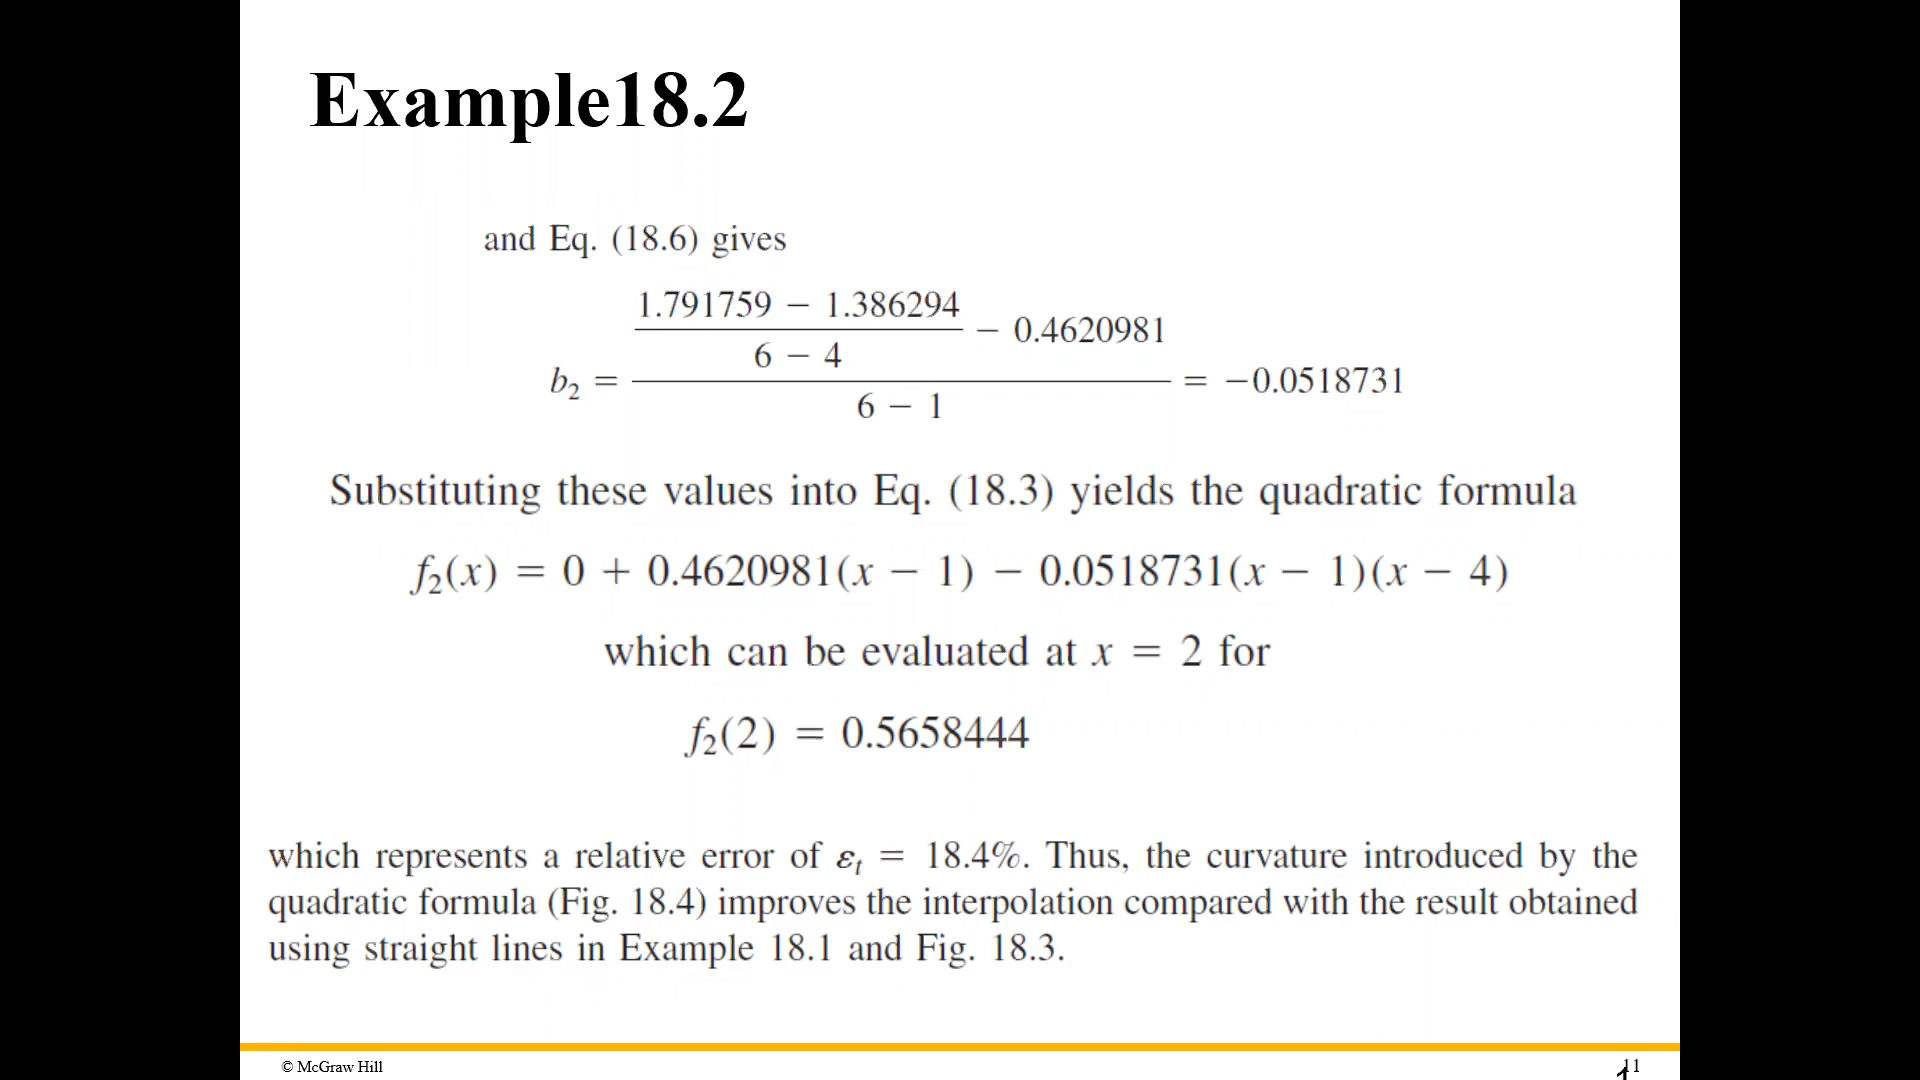 Example18.2
and Eq. (18.6) gives
b₂ = ((1.791759 − 1.386294)/(6 − 4) − 0.4620981)/(6 − 1) = −0.0518731
Substituting these values into Eq. (18.3) yields the quadratic formula
f₂(x) = 0 + 0.4620981(x − 1) − 0.0518731(x − 1)(x − 4)
which can be evaluated at x = 2 for
f₂(2) = 0.5658444
which represents a relative error of εₜ = 18.4%. Thus, the curvature introduced by the
quadratic formula (Fig. 18.4) improves the interpolation compared with the result obtained
using straight lines in Example 18.1 and Fig. 18.3.
© McGraw Hill
11